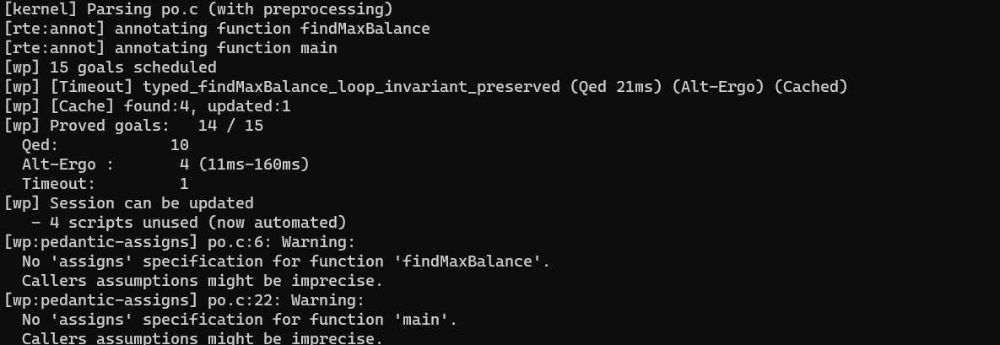 [kernel] Parsing po.c (with preprocessing)
[rte:annot] annotating function findMaxBalance
[rte:annot] annotating function main
[wp] 15 goals scheduled
[wp] [Timeout] typed_findMaxBalance_loop_invariant_preserved (Qed 21ms) (Alt-Ergo) (Cached)
[wp] [Cache] found:4, updated:1
[wp] Proved goals:   14 / 15
  Qed:            10
  Alt-Ergo :       4 (11ms-160ms)
  Timeout:         1
[wp] Session can be updated
   - 4 scripts unused (now automated)
[wp:pedantic-assigns] po.c:6: Warning:
  No 'assigns' specification for function 'findMaxBalance'.
  Callers assumptions might be imprecise.
[wp:pedantic-assigns] po.c:22: Warning:
  No 'assigns' specification for function 'main'.
  Callers assumptions might be imprecise.